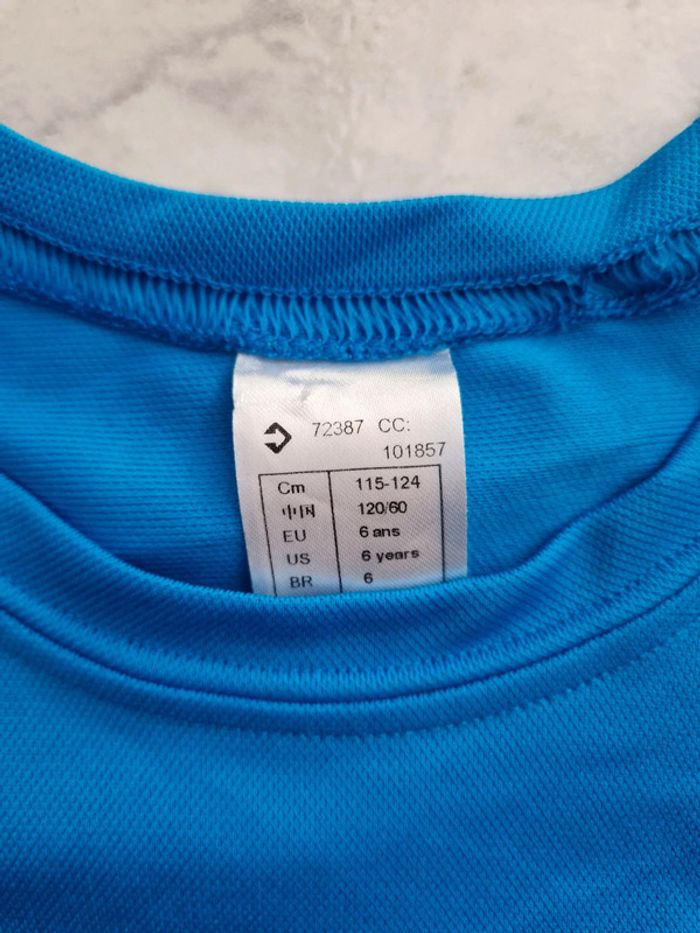 72387 CC:
101857
Cm 115-124
中国 120/60
EU 6 ans
US 6 years
BR 6